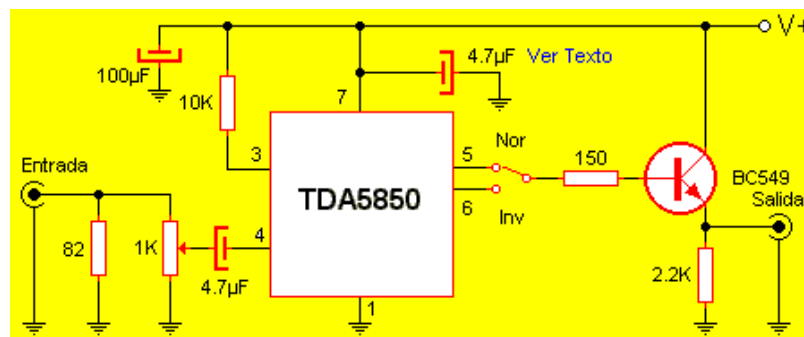 V+
100µF
4.7µF Ver Texto
7
10K
Entrada
3
5
Nor
150
TDA5850
BC549
Salida
6
Inv
82
1K
4
4.7µF
2.2K
1